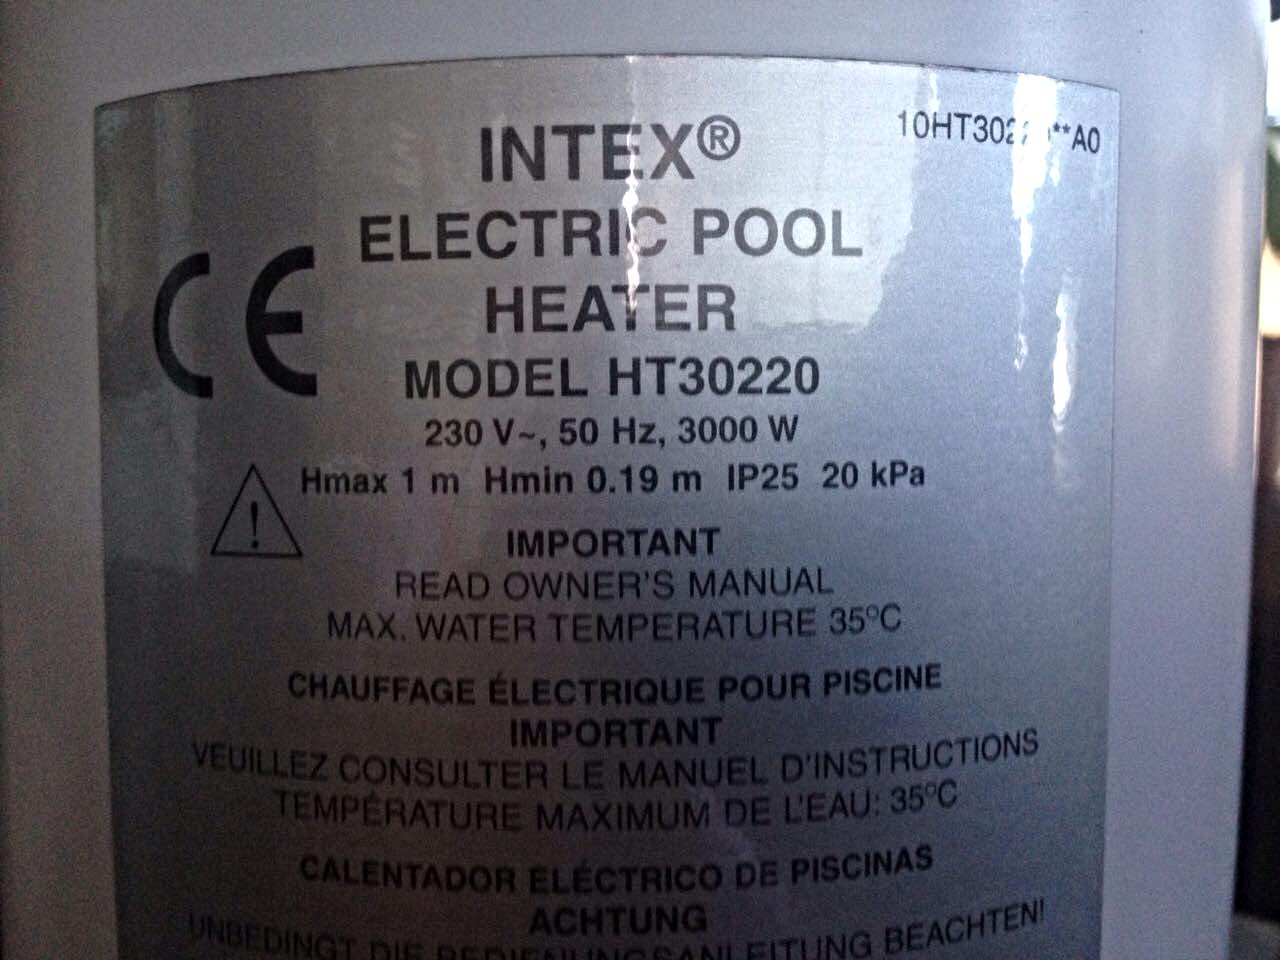 INTEX®
ELECTRIC POOL
HEATER
MODEL HT30220
230 V~, 50 Hz, 3000 W
Hmax 1 m Hmin 0.19 m IP25 20 kPa
CE
!
IMPORTANT
READ OWNER'S MANUAL
MAX. WATER TEMPERATURE 35°C
CHAUFFAGE ÉLECTRIQUE POUR PISCINE
IMPORTANT
VEUILLEZ CONSULTER LE MANUEL D'INSTRUCTIONS
TEMPÉRATURE MAXIMUM DE L'EAU: 35°C
CALENTADOR ELÉCTRICO DE PISCINAS
ACHTUNG
UNBEDINGT DIE BEDIENUNGSANLEITUNG BEACHTEN!